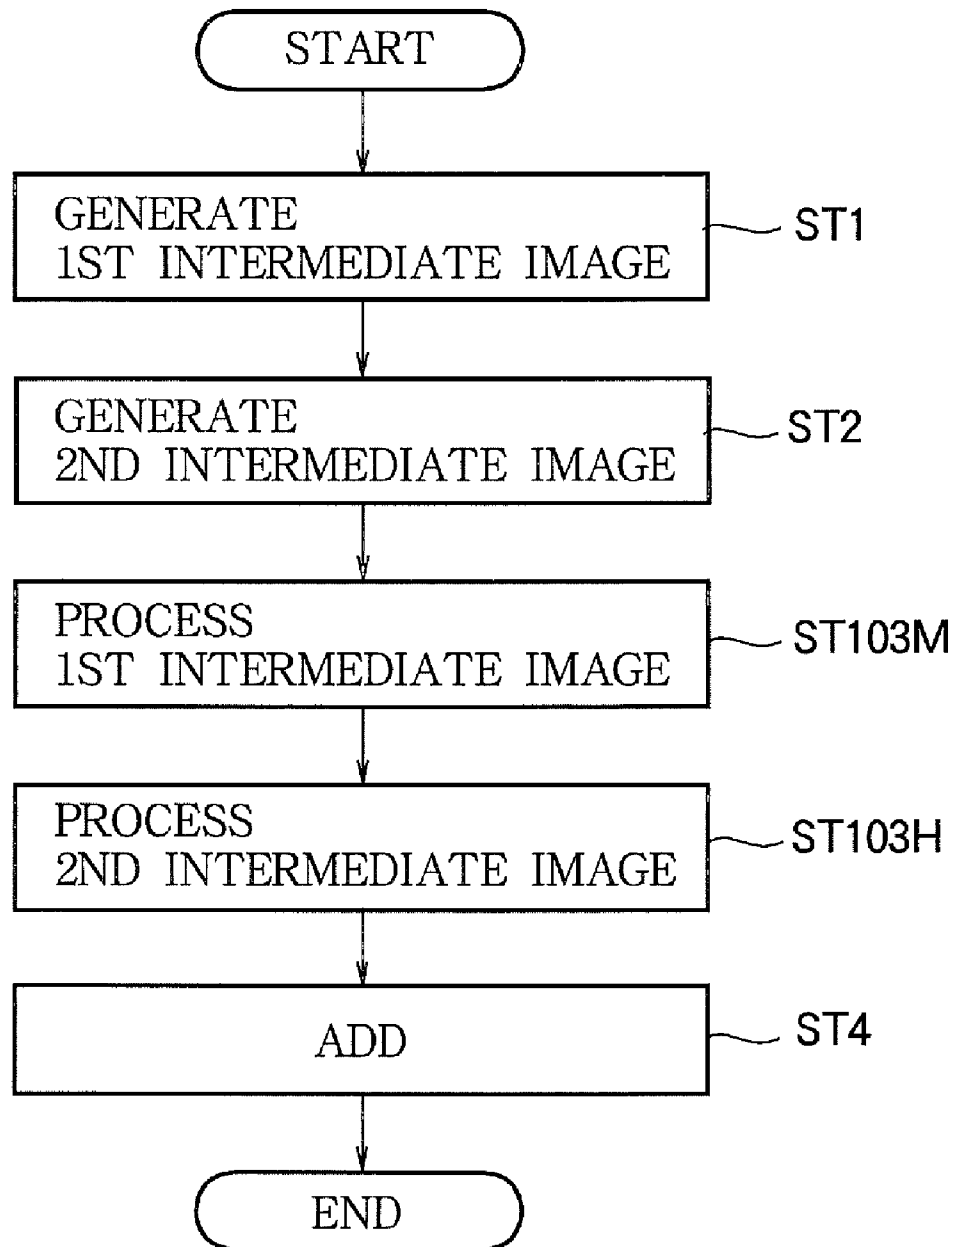 START
GENERATE
1ST INTERMEDIATE IMAGE
ST1
GENERATE
2ND INTERMEDIATE IMAGE
ST2
PROCESS
1ST INTERMEDIATE IMAGE
ST103M
PROCESS
2ND INTERMEDIATE IMAGE
ST103H
ADD
ST4
END